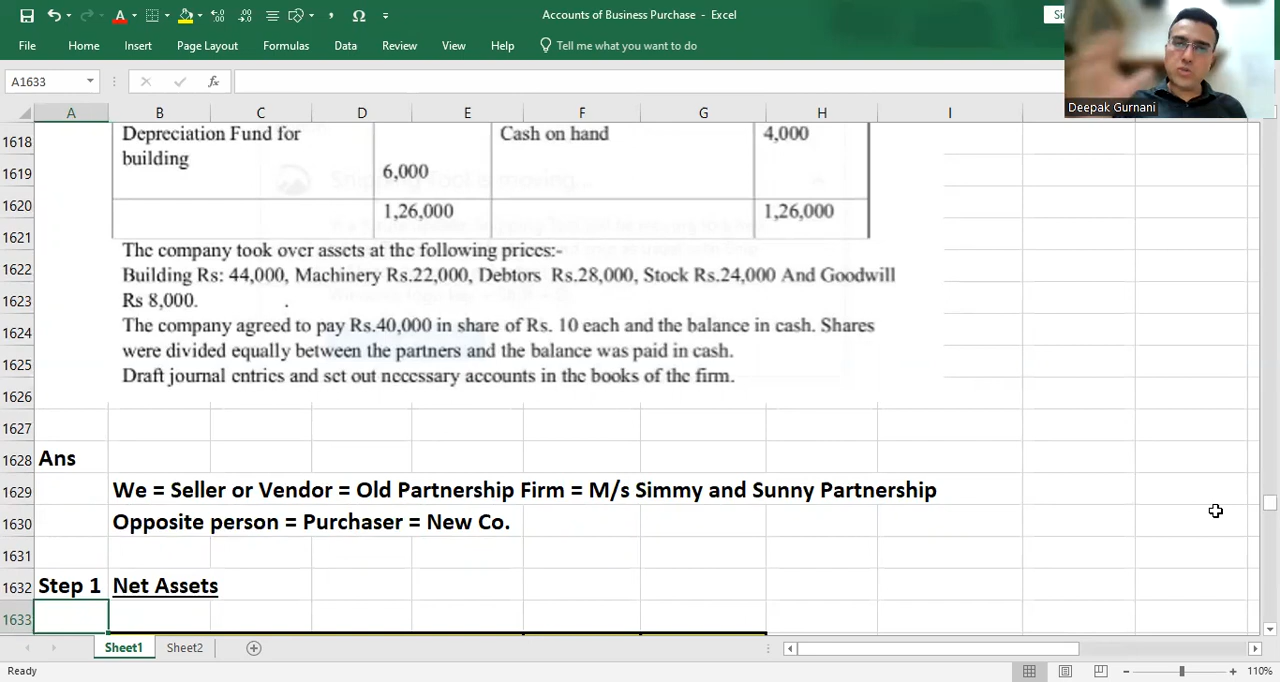 Accounts of Business Purchase - Excel
Si
File Home Insert Page Layout Formulas Data Review View Help Tell me what you want to do
A1633 fx
Deepak Gurnani
A B C D E F G H I J K
1618 Depreciation Fund for Cash on hand 4,000
building
1619 6,000
1620 1,26,000 1,26,000
1621 The company took over assets at the following prices:-
1622 Building Rs: 44,000, Machinery Rs.22,000, Debtors Rs.28,000, Stock Rs.24,000 And Goodwill
1623 Rs 8,000. .
1624 The company agreed to pay Rs.40,000 in share of Rs. 10 each and the balance in cash. Shares
1625 were divided equally between the partners and the balance was paid in cash.
1626 Draft journal entries and set out necessary accounts in the books of the firm.
1627
1628 Ans
1629 We = Seller or Vendor = Old Partnership Firm = M/s Simmy and Sunny Partnership
1630 Opposite person = Purchaser = New Co.
1631
1632 Step 1 Net Assets
1633
Sheet1 Sheet2
Ready 110%